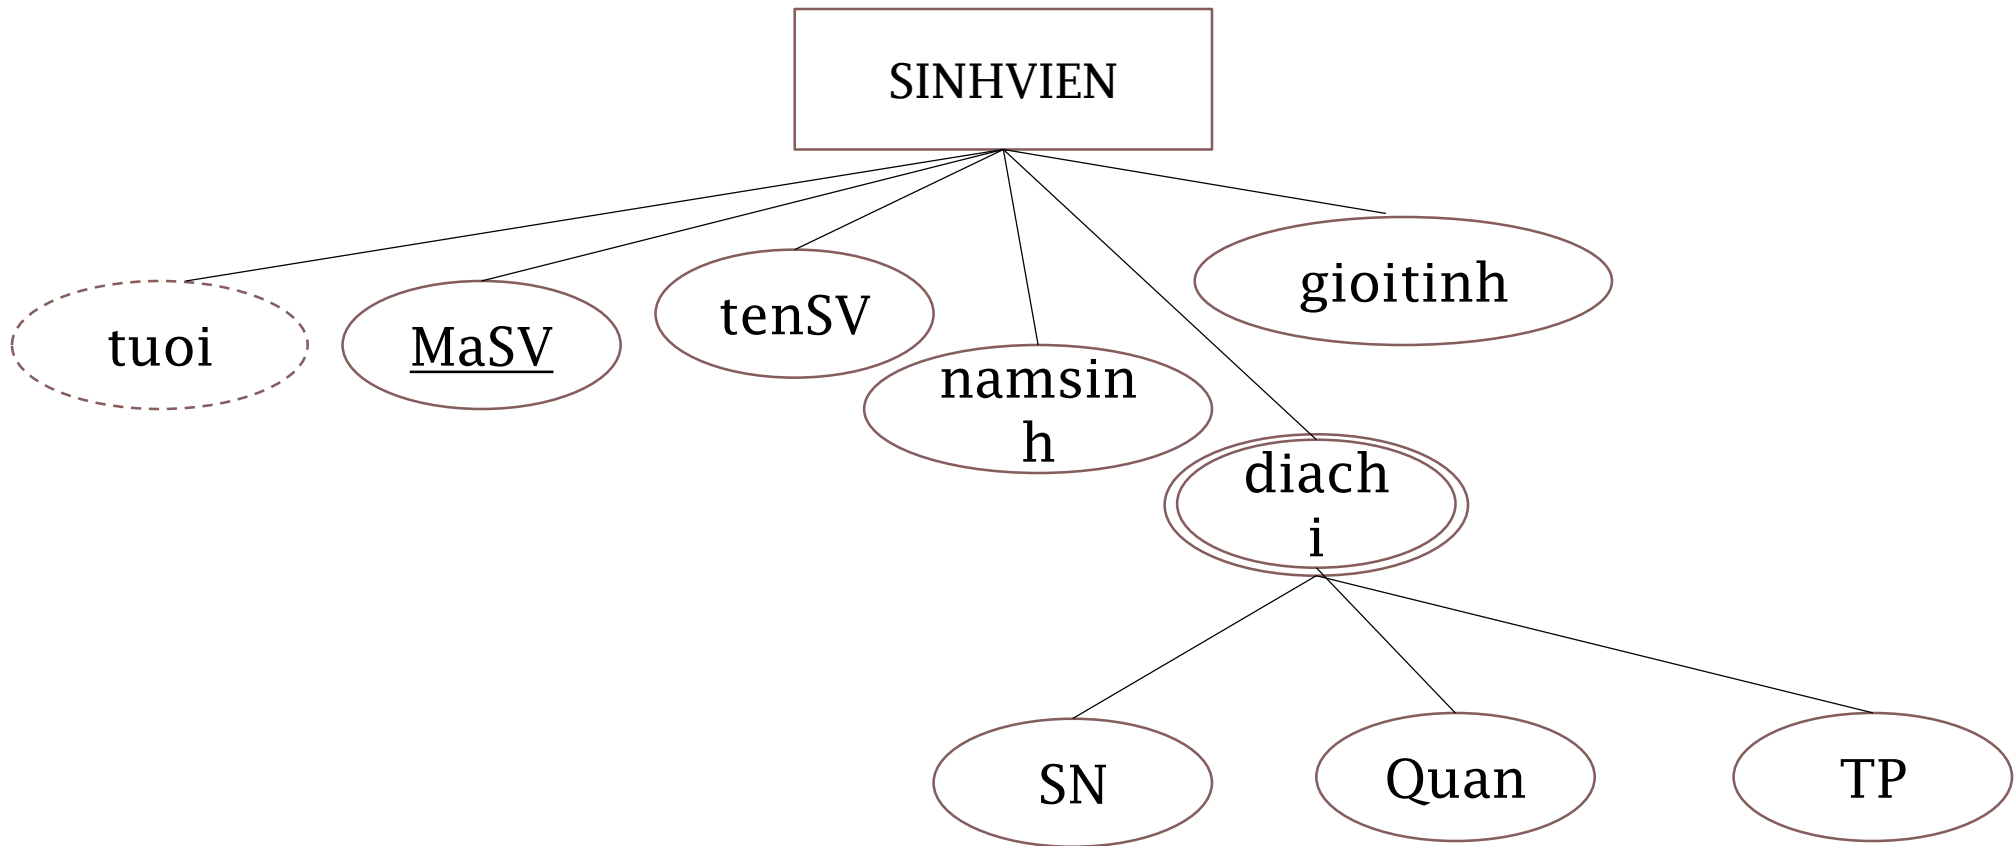 SINHVIEN
gioitinh
tenSV
tuoi
MaSV
namsin
h
diach
i
SN
Quan
TP